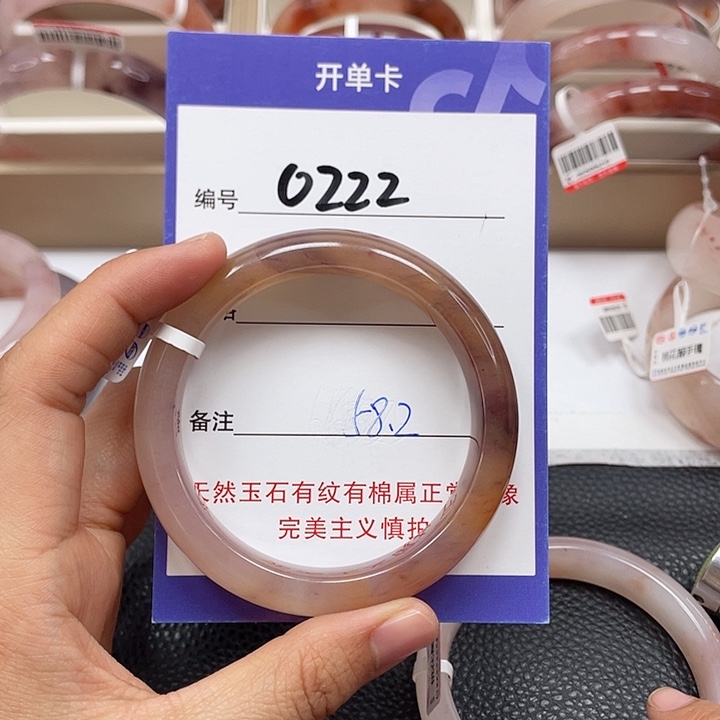 开单卡
编号 0222
备注 58.2
天然玉石有纹有棉属正常 象
完美主义慎拍